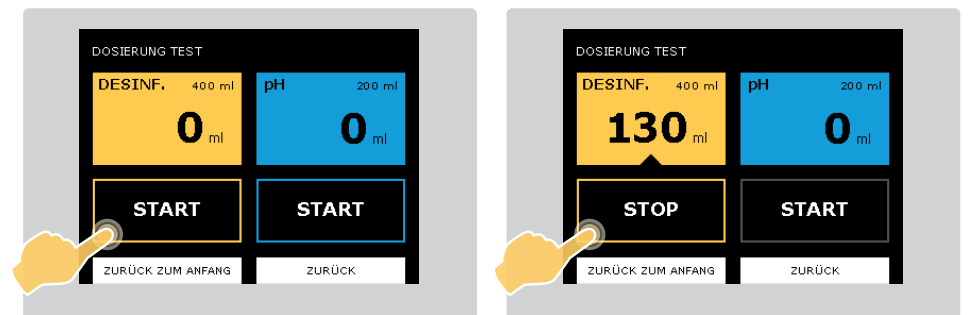 DOSIERUNG TEST
DESINF. 400 ml
0 ml
pH 200 ml
0 ml
START
START
ZURÜCK ZUM ANFANG
ZURÜCK
DOSIERUNG TEST
DESINF. 400 ml
130 ml
pH 200 ml
0 ml
STOP
START
ZURÜCK ZUM ANFANG
ZURÜCK